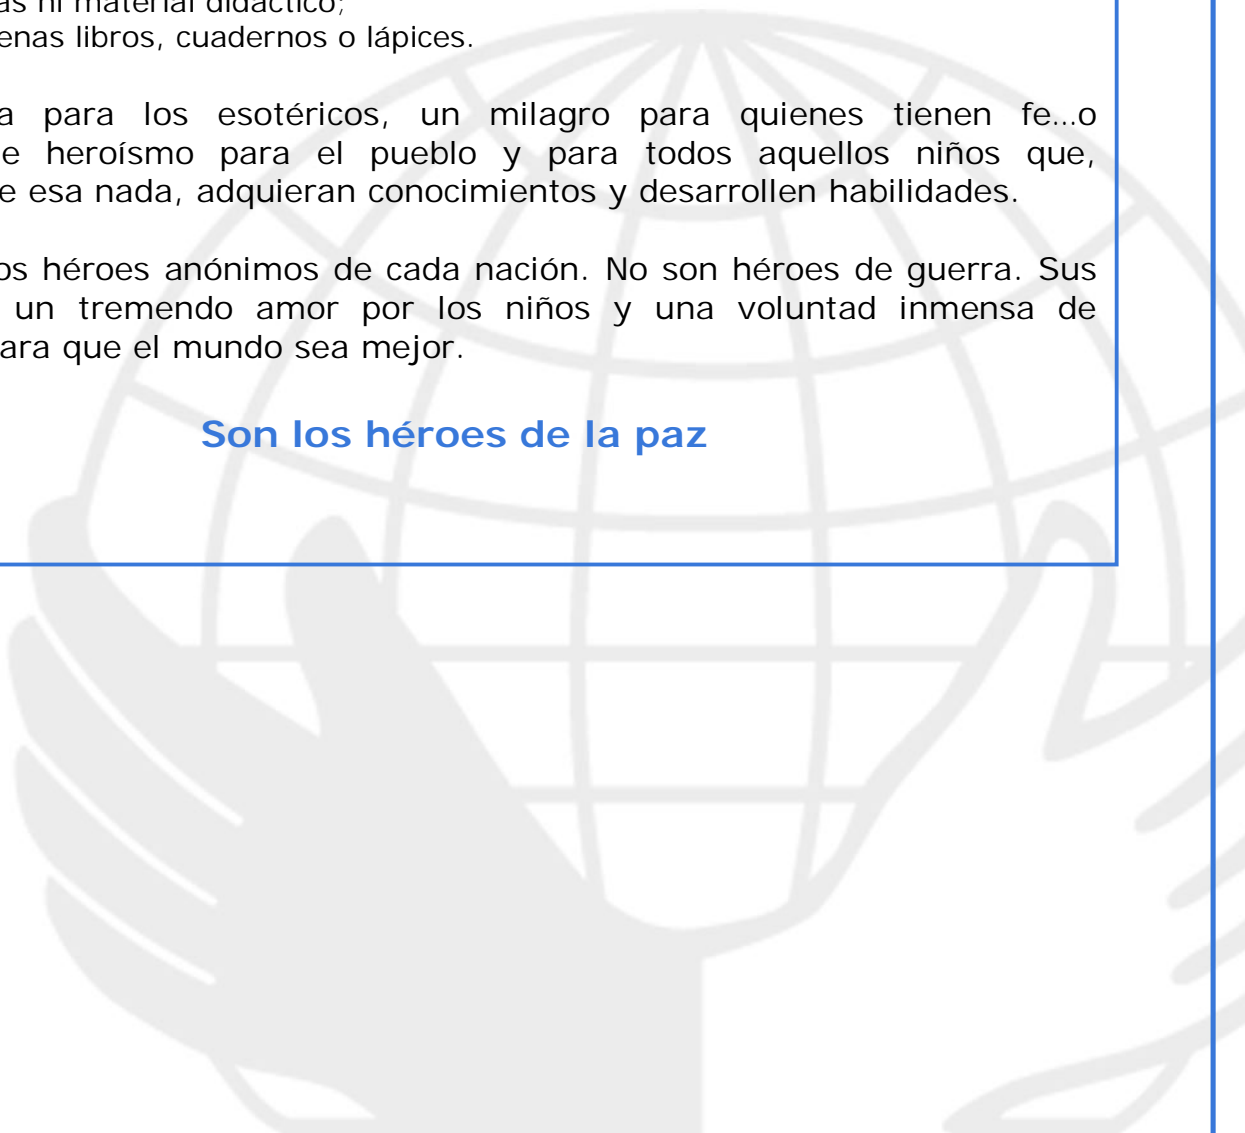 as ni material didáctico;
enas libros, cuadernos o lápices.
a para los esotéricos, un milagro para quienes tienen fe…o
e heroísmo para el pueblo y para todos aquellos niños que,
e esa nada, adquieran conocimientos y desarrollen habilidades.
os héroes anónimos de cada nación. No son héroes de guerra. Sus
un tremendo amor por los niños y una voluntad inmensa de
ara que el mundo sea mejor.
Son los héroes de la paz